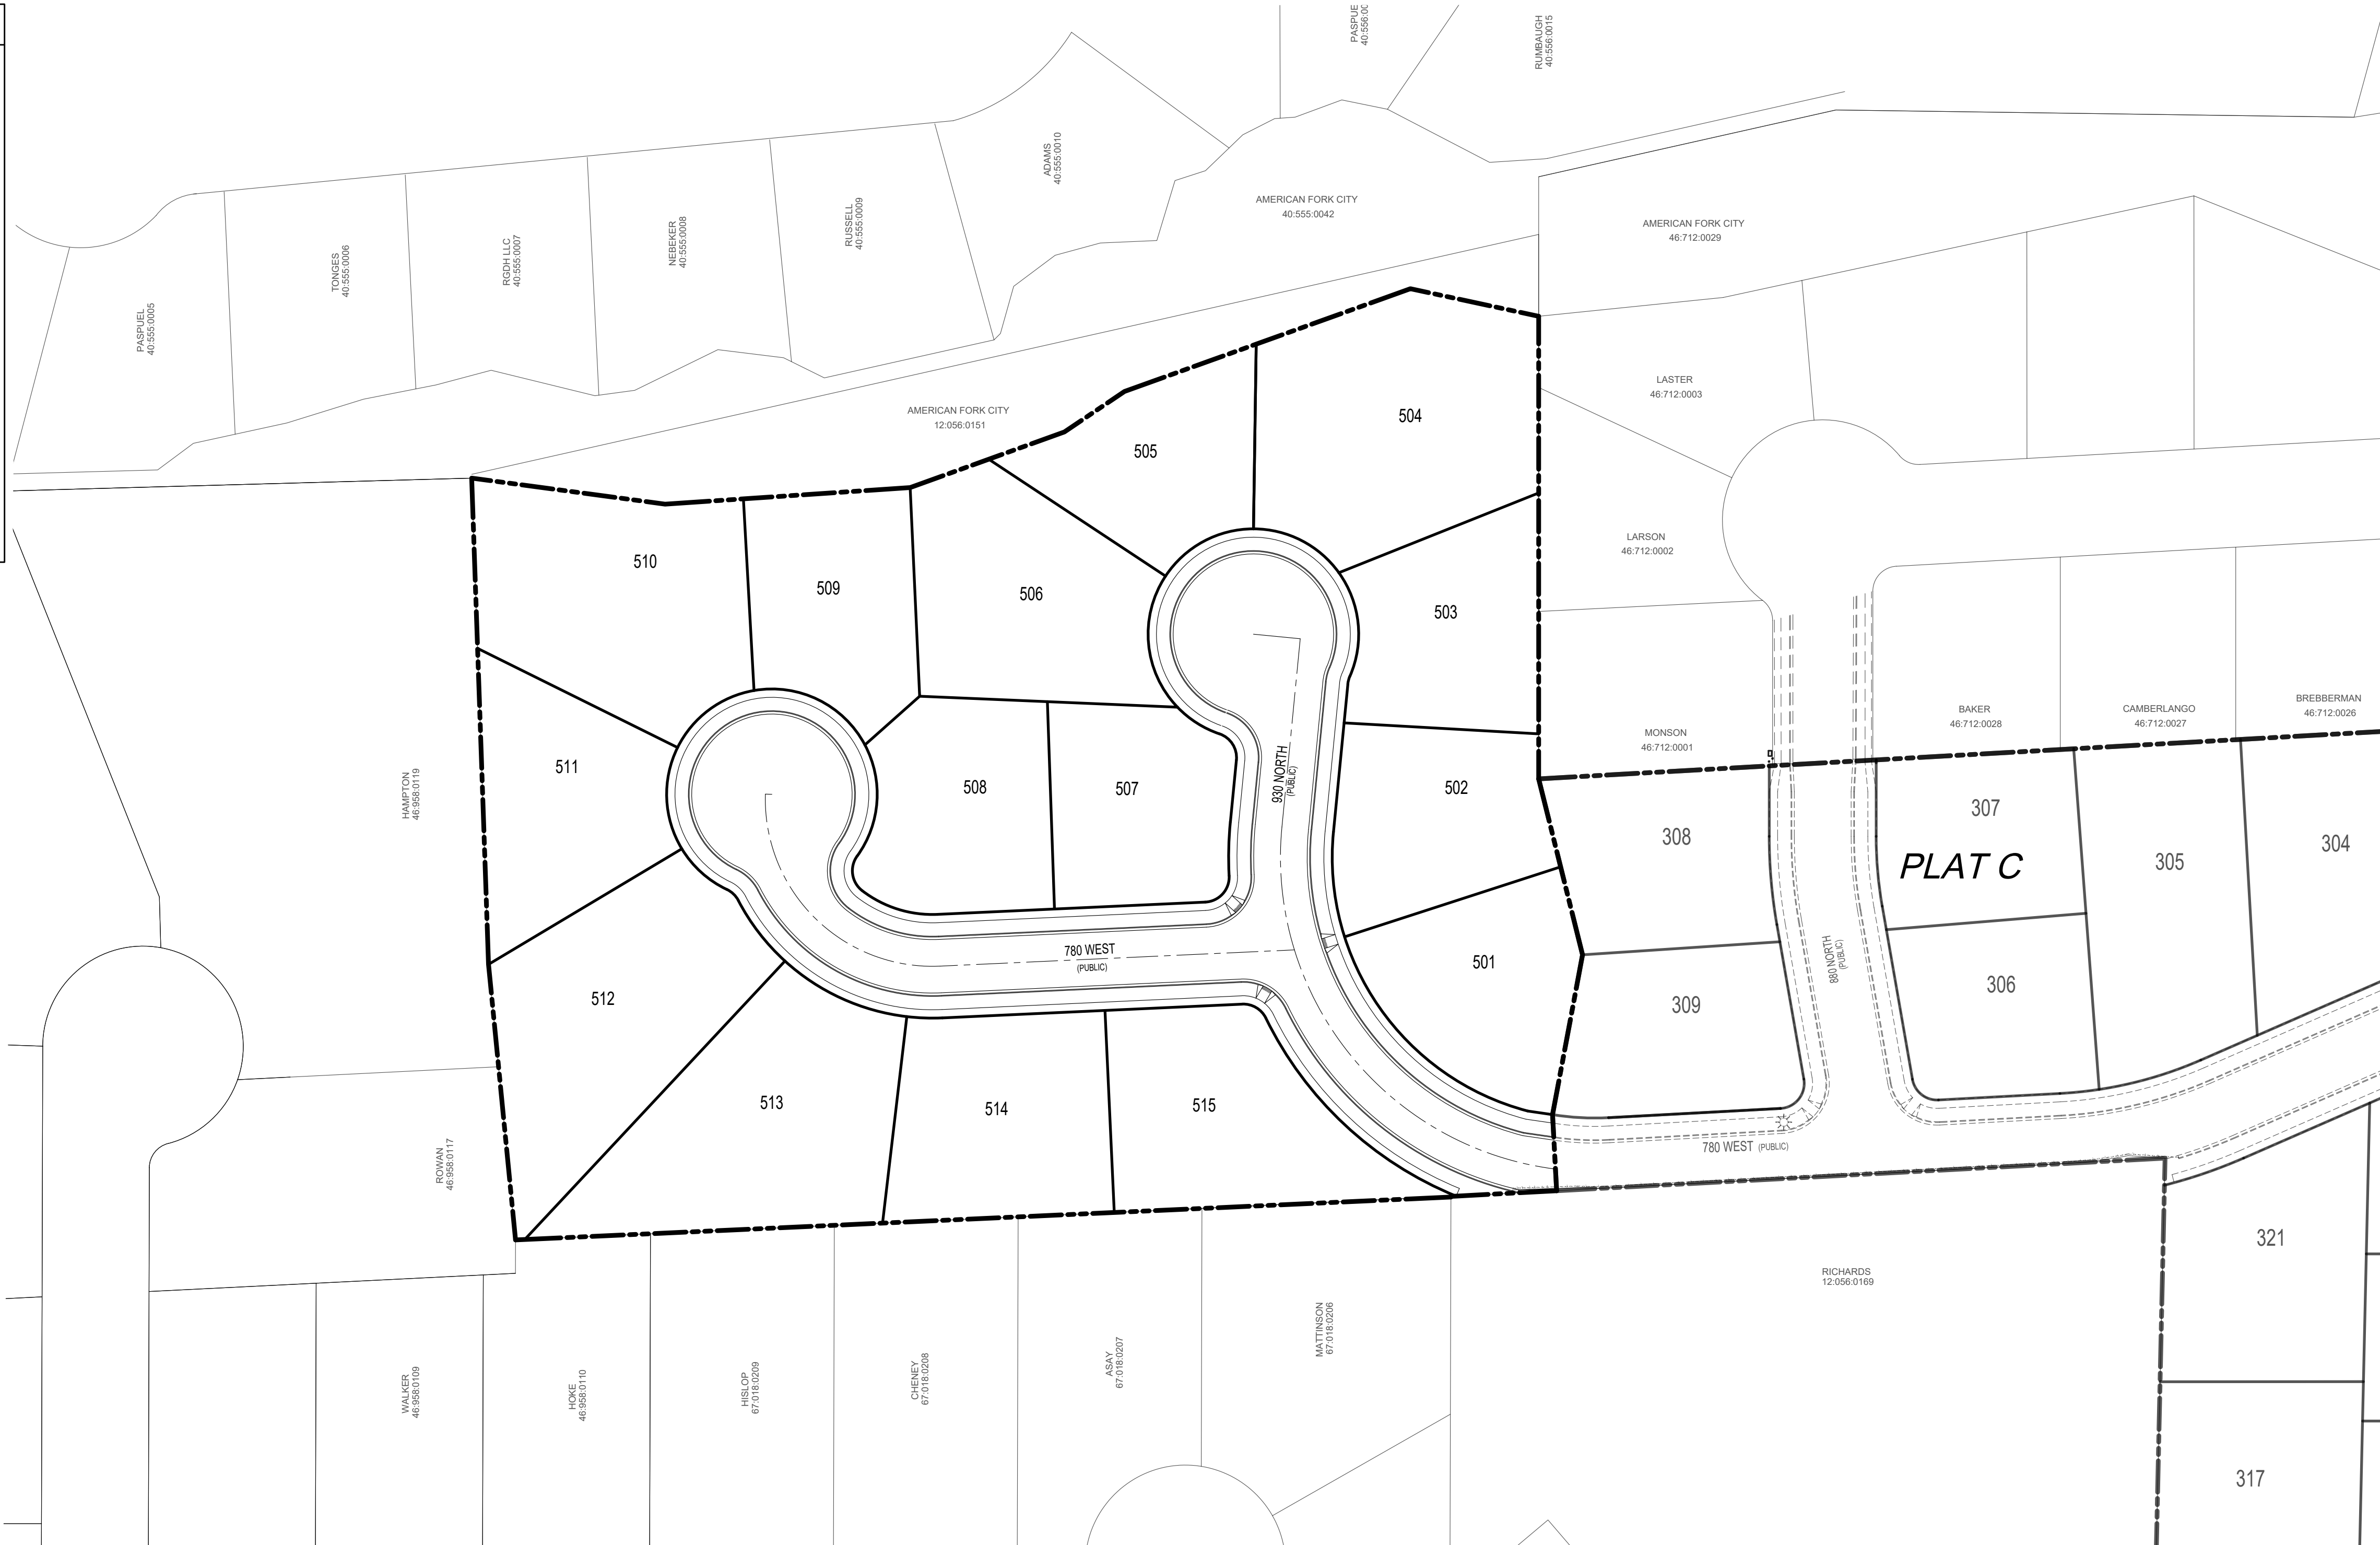 PASPUE
40:556:00
RUMBAUGH
40:556:0015
ADAMS
40:555:0010
AMERICAN FORK CITY
40:555:0042
RUSSELL
40:555:0009
NEBEKER
40:555:0008
RGDH LLC
40:555:0007
TONGES
40:555:0006
PASPUEL
40:555:0005
AMERICAN FORK CITY
46:712:0029
AMERICAN FORK CITY
12:056:0151
LASTER
46:712:0003
504
505
LARSON
46:712:0002
510
509
506
503
MONSON
46:712:0001
BAKER
46:712:0028
CAMBERLANGO
46:712:0027
BREBBERMAN
46:712:0026
HAMPTON
46:958:0119
511
508
507
930 NORTH
(PUBLIC)
502
308
307
PLAT C
305
304
780 WEST
(PUBLIC)
501
512
309
880 NORTH
(PUBLIC)
306
513
514
515
780 WEST (PUBLIC)
ROWAN
46:958:0117
321
RICHARDS
12:056:0169
MATTINSON
67:018:0206
ASAY
67:018:0207
CHENEY
67:018:0208
HISLOP
67:018:0209
HOKE
46:958:0110
WALKER
46:958:0109
317